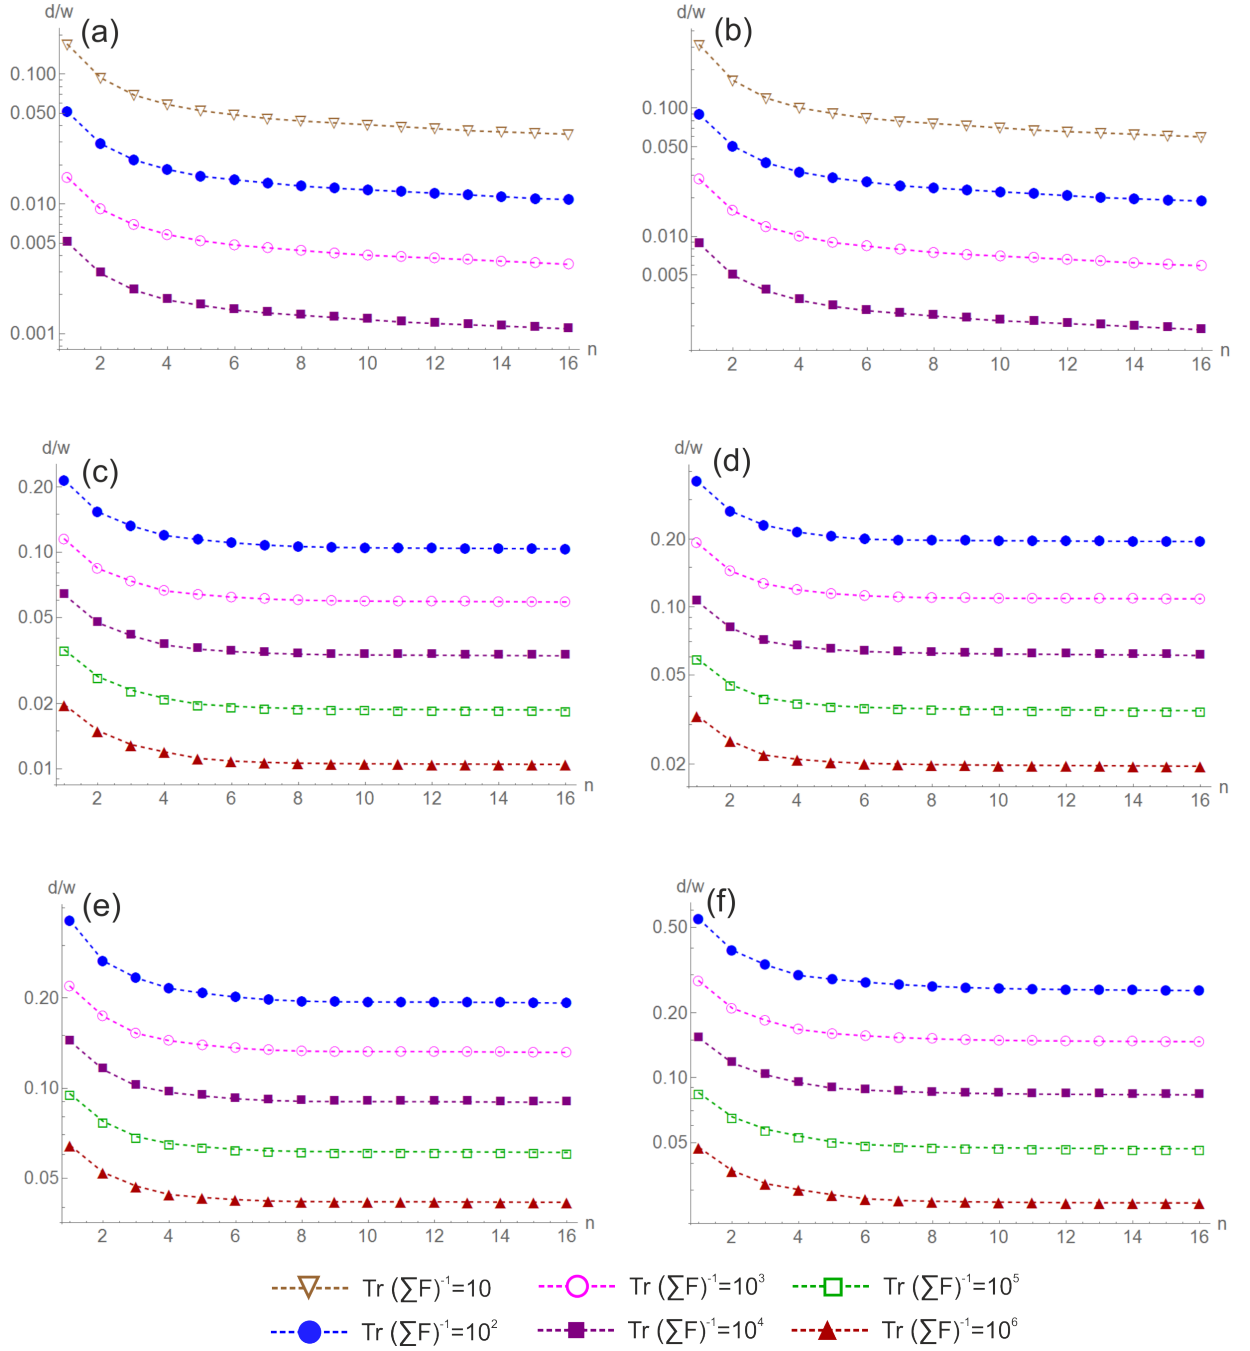 d/w
(a)
0.100
0.050
0.010
0.005
0.001
2 4 6 8 10 12 14 16 n
d/w
(b)
0.100
0.050
0.010
0.005
2 4 6 8 10 12 14 16 n
d/w
(c)
0.20
0.10
0.05
0.02
0.01
2 4 6 8 10 12 14 16 n
d/w
(d)
0.20
0.10
0.05
0.02
2 4 6 8 10 12 14 16 n
d/w
(e)
0.20
0.10
0.05
2 4 6 8 10 12 14 16 n
d/w
(f)
0.50
0.20
0.10
0.05
2 4 6 8 10 12 14 16 n
Tr (∑F)⁻¹=10 Tr (∑F)⁻¹=10³ Tr (∑F)⁻¹=10⁵
Tr (∑F)⁻¹=10² Tr (∑F)⁻¹=10⁴ Tr (∑F)⁻¹=10⁶